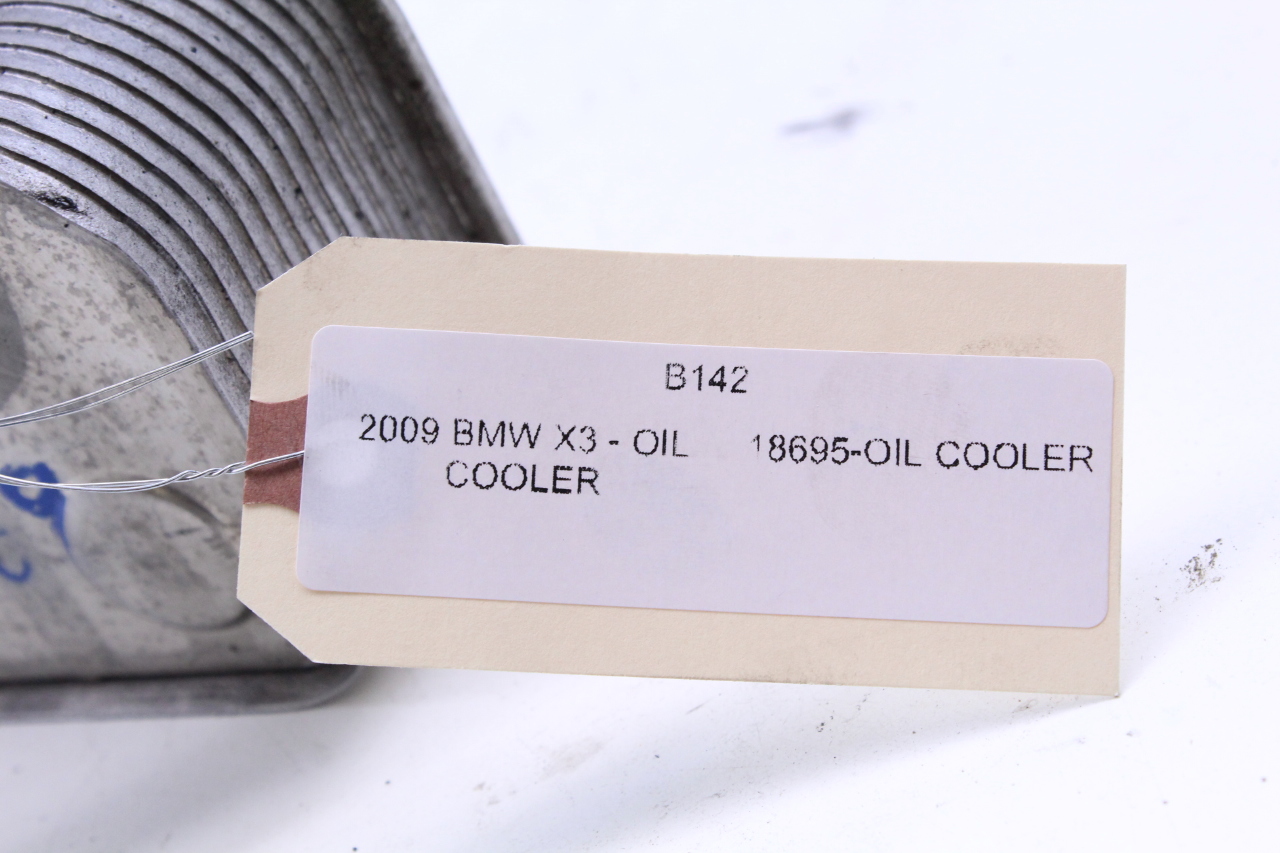 B142
2009 BMW X3 - OIL
COOLER
18695-OIL COOLER